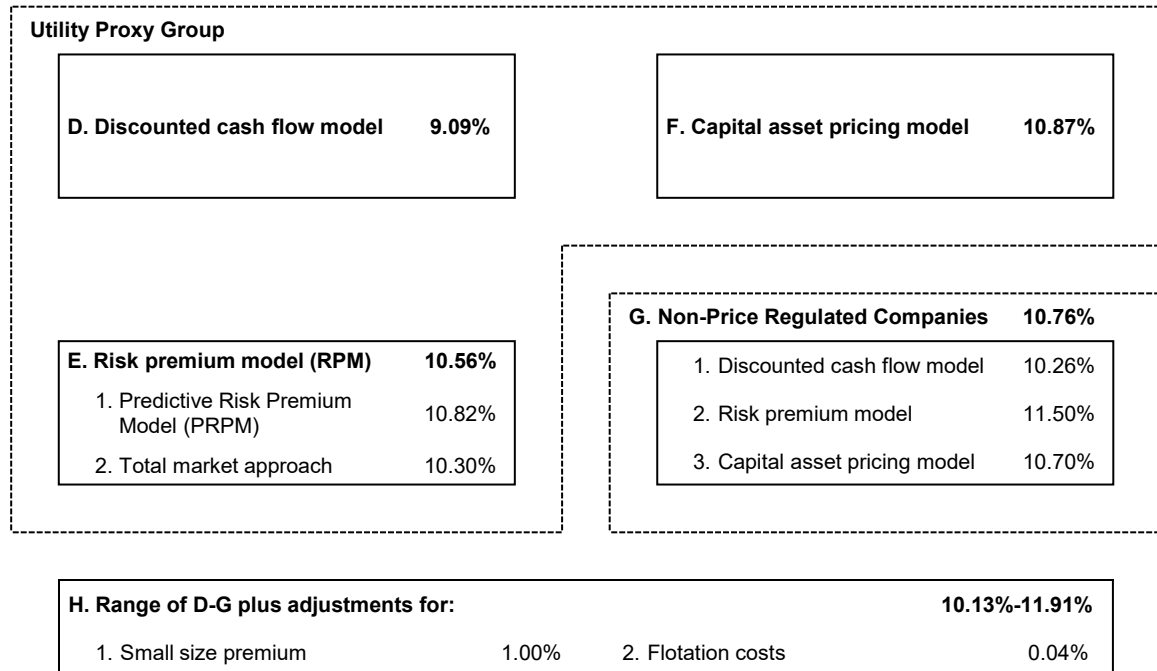 Utility Proxy Group
D. Discounted cash flow model 9.09%
F. Capital asset pricing model 10.87%
G. Non-Price Regulated Companies 10.76%
E. Risk premium model (RPM) 10.56%
1. Predictive Risk Premium
Model (PRPM) 10.82%
2. Total market approach 10.30%
1. Discounted cash flow model 10.26%
2. Risk premium model 11.50%
3. Capital asset pricing model 10.70%
H. Range of D-G plus adjustments for: 10.13%-11.91%
1. Small size premium 1.00% 2. Flotation costs 0.04%